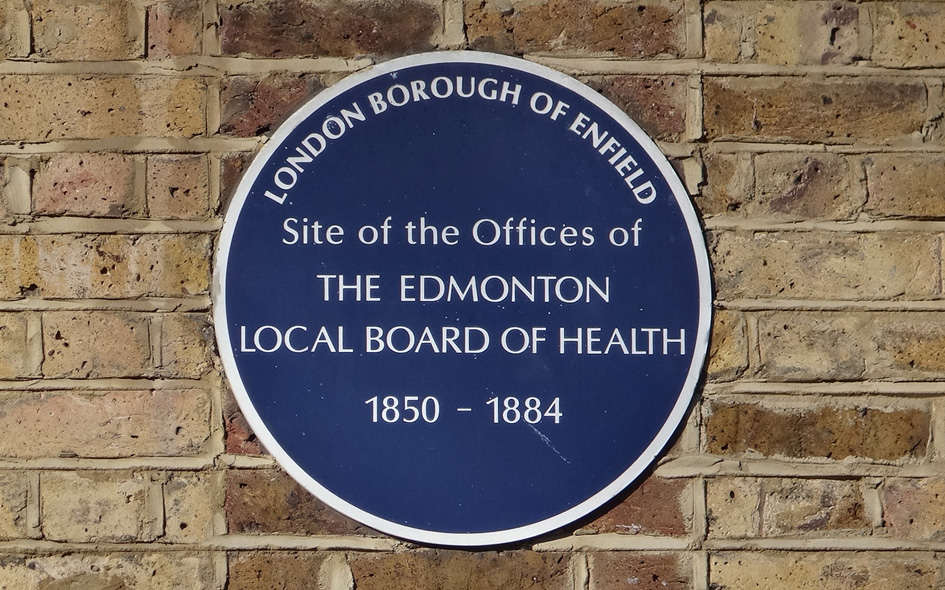 LONDON BOROUGH OF ENFIELD
Site of the Offices of
THE EDMONTON
LOCAL BOARD OF HEALTH
1850 - 1884